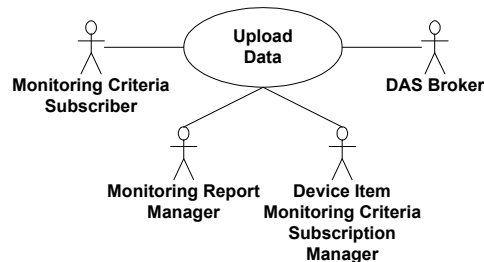 Upload
Data
Monitoring Criteria
Subscriber
DAS Broker
Monitoring Report
Manager
Device Item
Monitoring Criteria
Subscription
Manager